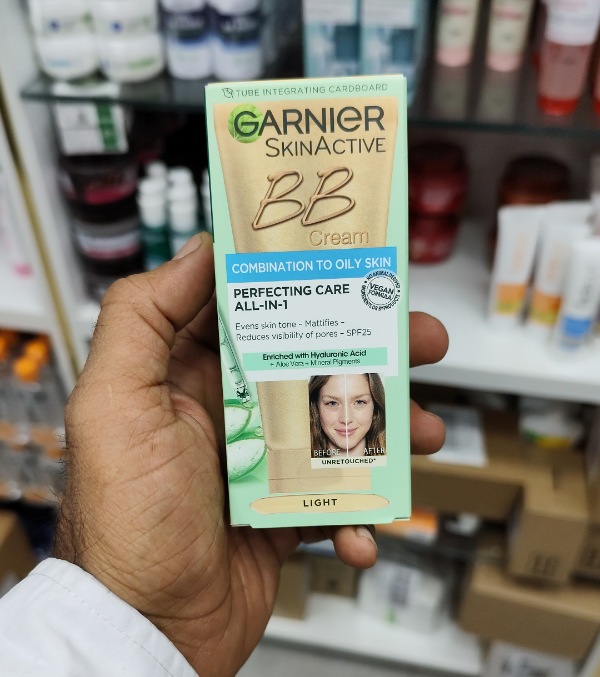 TUBE INTEGRATING CARDBOARD
GARNIER
SKINACTIVE
BB
Cream
COMBINATION TO OILY SKIN
PERFECTING CARE
ALL-IN-1
VEGAN
FORMULA
Evens skin tone - Mattifies -
Reduces visibility of pores - SPF25
Enriched with Hyaluronic Acid
+ Aloe Vera + Mineral Pigments
BEFORE AFTER
UNRETOUCHED*
LIGHT